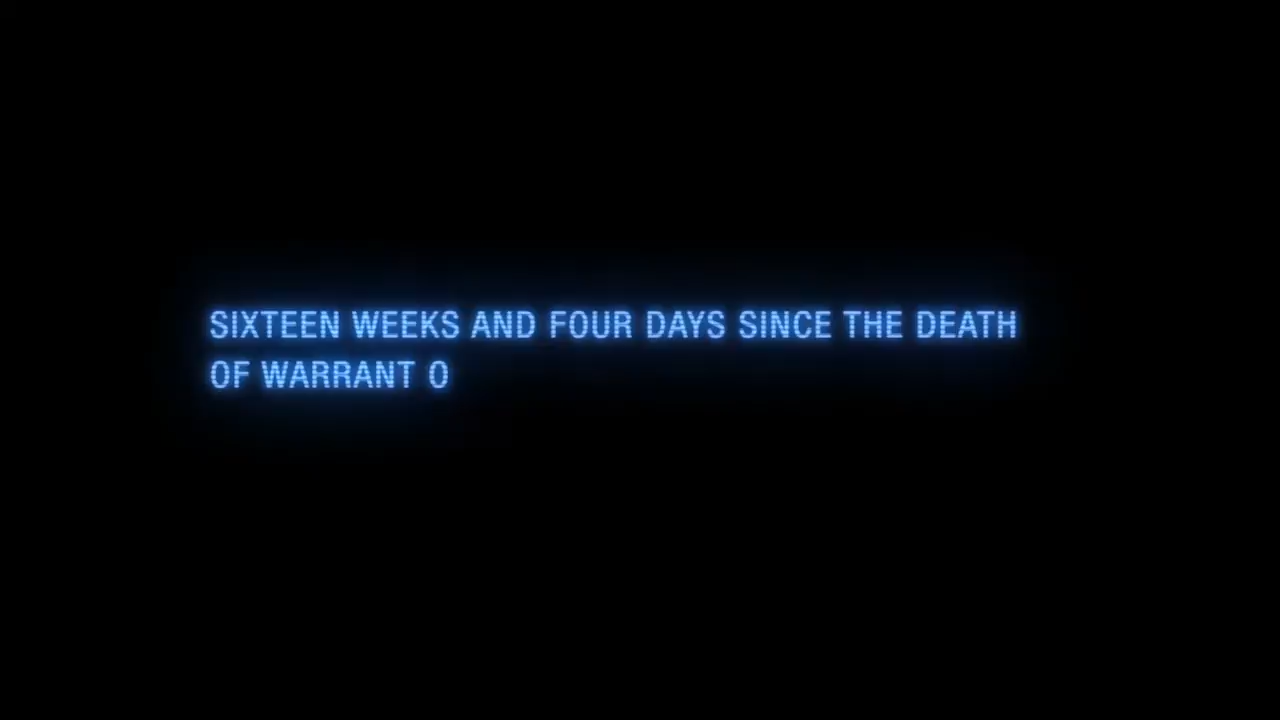 SIXTEEN WEEKS AND FOUR DAYS SINCE THE DEATH
OF WARRANT O